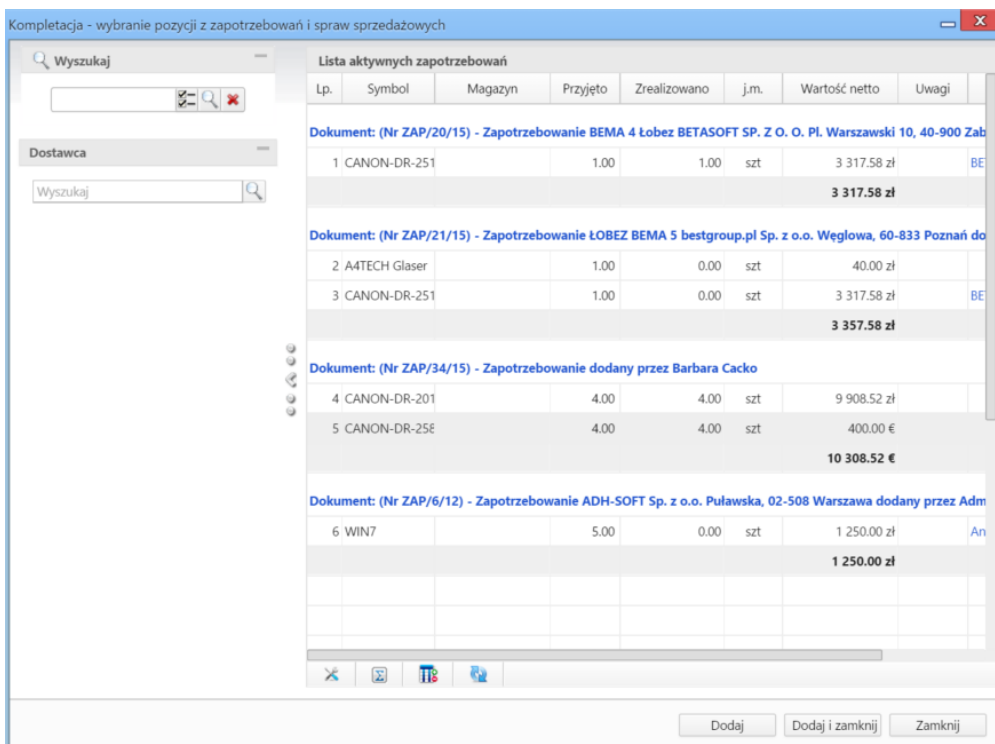 Kompletacja - wybranie pozycji z zapotrzebowań i spraw sprzedażowych
X
Wyszukaj
Dostawca
Wyszukaj
Lista aktywnych zapotrzebowań
Lp. Symbol Magazyn Przyjęto Zrealizowano j.m. Wartość netto Uwagi
Dokument: (Nr ZAP/20/15) - Zapotrzebowanie BEMA 4 Łobez BETASOFT SP. Z O. O. Pl. Warszawski 10, 40-900 Zab
1 CANON-DR-251 1.00 1.00 szt 3 317.58 zł BE
3 317.58 zł
Dokument: (Nr ZAP/21/15) - Zapotrzebowanie ŁOBEZ BEMA 5 bestgroup.pl Sp. z o.o. Węglowa, 60-833 Poznań do
2 A4TECH Glaser 1.00 0.00 szt 40.00 zł
3 CANON-DR-251 1.00 0.00 szt 3 317.58 zł BE
3 357.58 zł
Dokument: (Nr ZAP/34/15) - Zapotrzebowanie dodany przez Barbara Cacko
4 CANON-DR-201 4.00 4.00 szt 9 908.52 zł
5 CANON-DR-258 4.00 4.00 szt 400.00 €
10 308.52 €
Dokument: (Nr ZAP/6/12) - Zapotrzebowanie ADH-SOFT Sp. z o.o. Puławska, 02-508 Warszawa dodany przez Adm
6 WIN7 5.00 0.00 szt 1 250.00 zł An
1 250.00 zł
Dodaj Dodaj i zamknij Zamknij